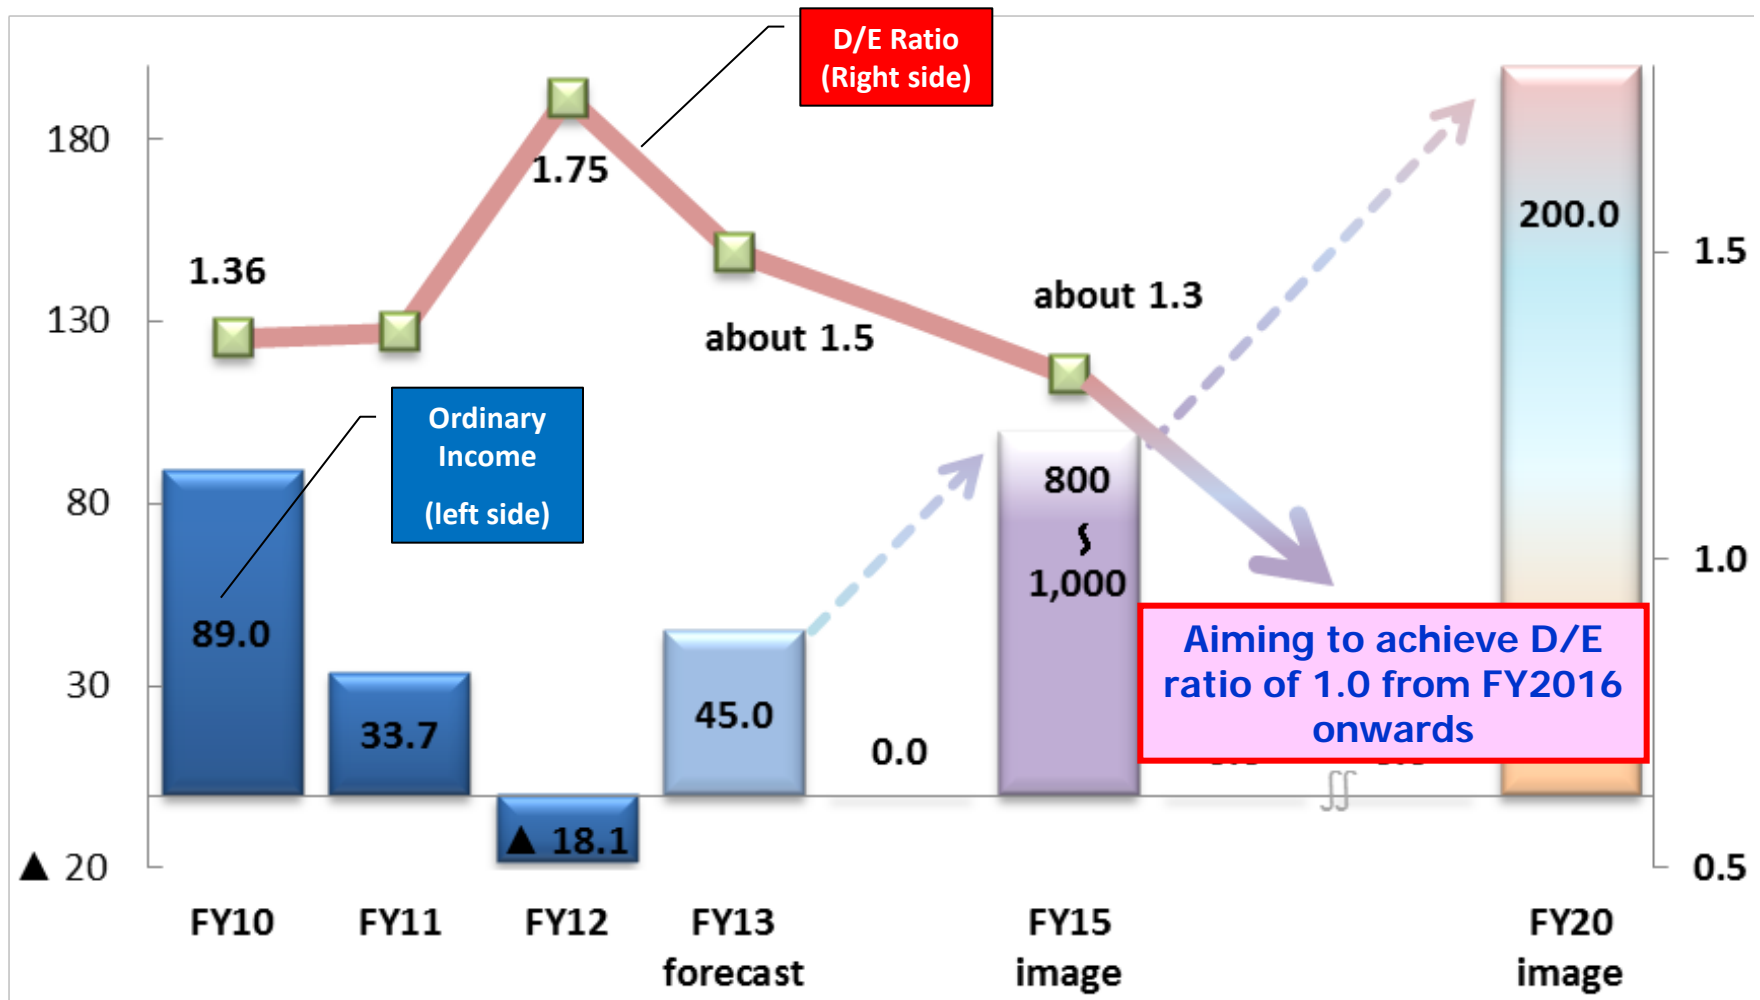 D/E Ratio
(Right side)
180
130
80
30
▲ 20
1.5
1.0
0.5
1.36
1.75
about 1.5
about 1.3
Ordinary
Income
(left side)
89.0
33.7
▲ 18.1
45.0
0.0
800
∫
1,000
200.0
Aiming to achieve D/E
ratio of 1.0 from FY2016
onwards
FY10
FY11
FY12
FY13
forecast
FY15
image
FY20
image